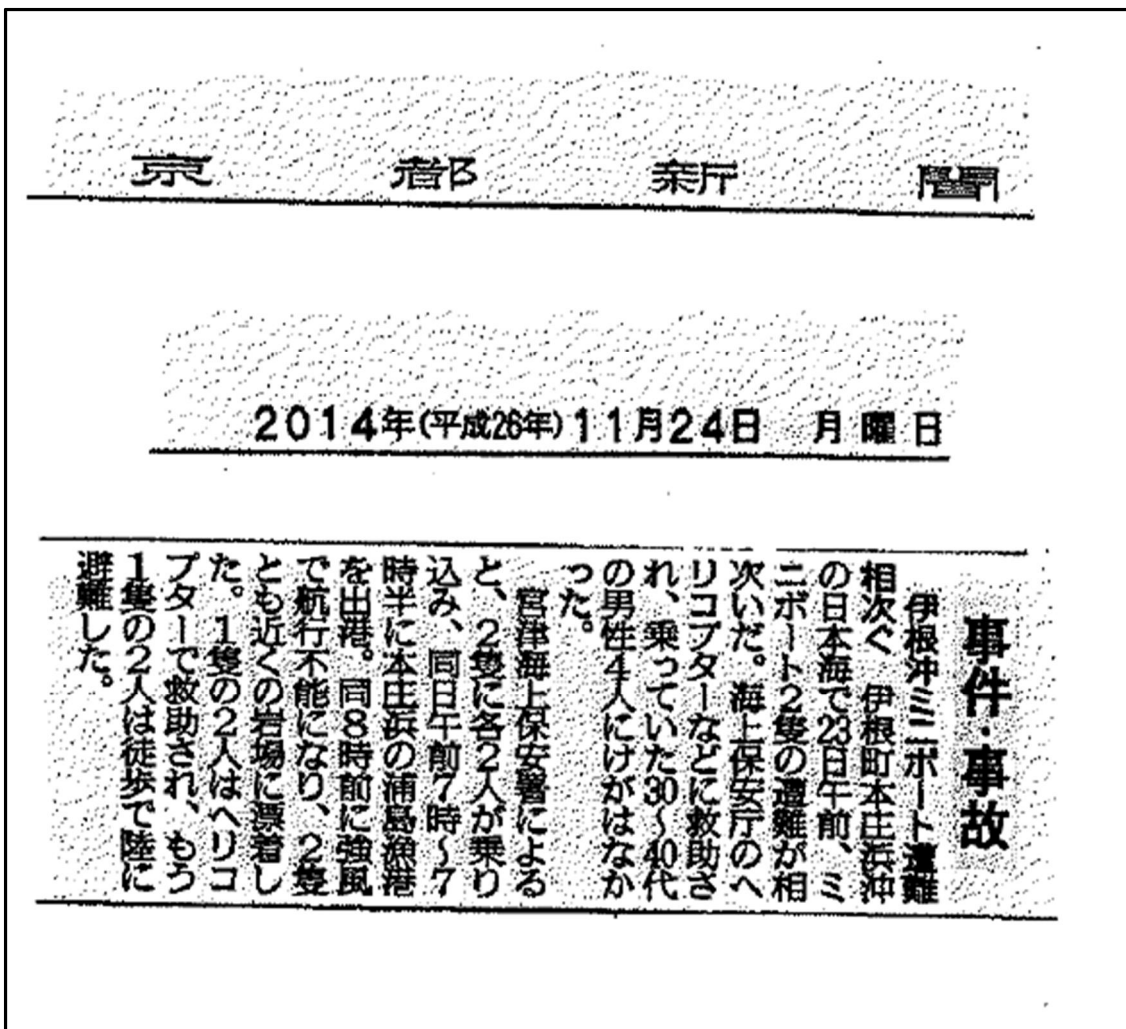 京都新聞
2014年(平成26年)11月24日 月曜日
事件・事故
伊根沖ミニボート遭難
相次ぐ 伊根町本庄浜沖
の日本海で23日午前、ミ
ニボート2隻の遭難が相
次いだ。海上保安庁のヘ
リコプターなどに救助さ
れ、乗っていた30〜40代
の男性4人にけがはなか
った。
宮津海上保安署による
と、2隻に各2人が乗り
込み、同日午前7時〜7
時半に本庄浜の浦島漁港
を出港。同8時前に強風
で航行不能になり、2隻
とも近くの岩場に漂着し
た。1隻の2人はヘリコ
プターで救助され、もう
1隻の2人は徒歩で陸に
避難した。